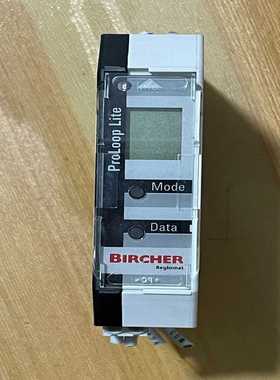 ProLoop Lite
Mode
Data
BIRCHER
Reglomat